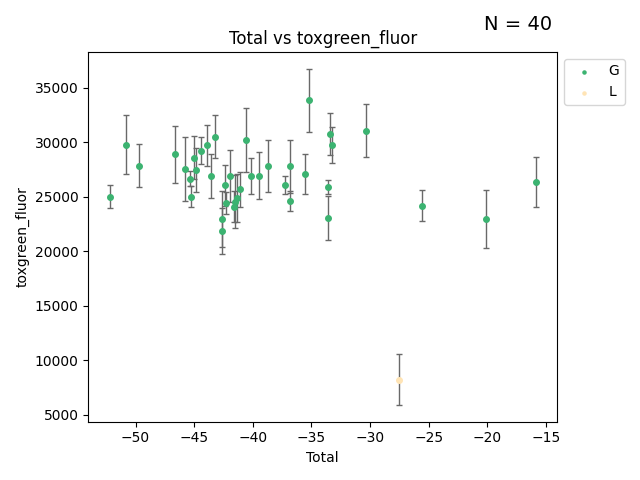 N = 40
Total vs toxgreen_fluor
G
L
toxgreen_fluor
35000
30000
25000
20000
15000
10000
5000
−50 −45 −40 −35 −30 −25 −20 −15
Total